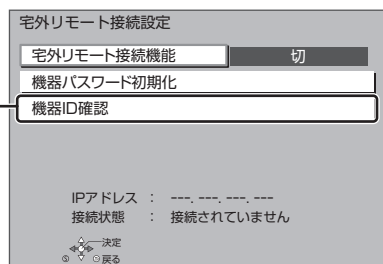 宅外リモート接続設定
宅外リモート接続機能 切
機器パスワード初期化
機器ID確認
IPアドレス : ---. ---. ---. ---
接続状態 : 接続されていません
決定
戻る